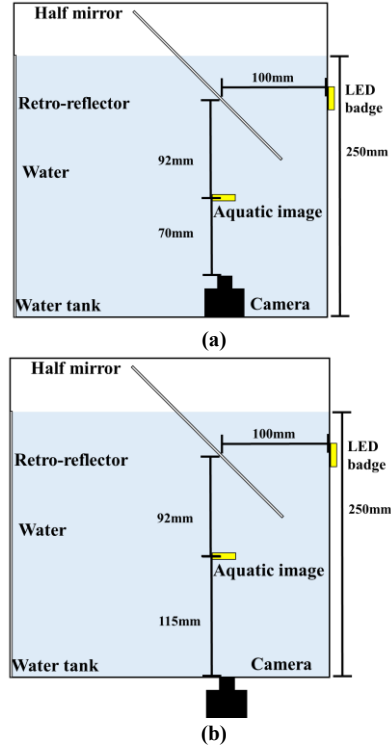 Half mirror
100mm
LED
badge
Retro-reflector
250mm
92mm
Water
Aquatic image
70mm
Water tank
Camera
(a)
Half mirror
100mm
LED
badge
Retro-reflector
250mm
92mm
Water
Aquatic image
115mm
Water tank
Camera
(b)